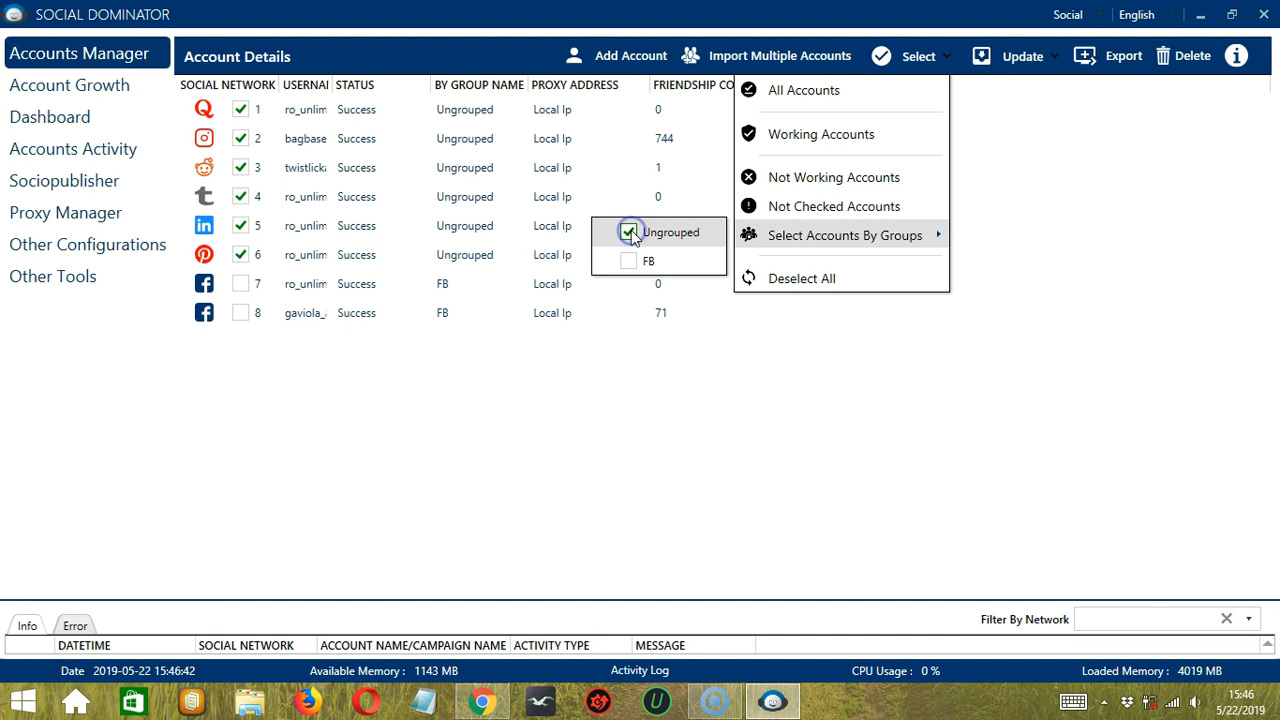 SOCIAL DOMINATOR
Social
English
Accounts Manager
Account Growth
Dashboard
Accounts Activity
Sociopublisher
Proxy Manager
Other Configurations
Other Tools
Account Details
Add Account
Import Multiple Accounts
Select
Update
Export
Delete
SOCIAL NETWORK USERNAI STATUS BY GROUP NAME PROXY ADDRESS FRIENDSHIP CO
1 ro_unlim Success Ungrouped Local Ip 0
2 bagbase Success Ungrouped Local Ip 744
3 twistlicka Success Ungrouped Local Ip 1
4 ro_unlim Success Ungrouped Local Ip 0
5 ro_unlim Success Ungrouped Local Ip
6 ro_unlim Success Ungrouped Local Ip
7 ro_unlim Success FB Local Ip 0
8 gaviola_a Success FB Local Ip 71
All Accounts
Working Accounts
Not Working Accounts
Not Checked Accounts
Select Accounts By Groups
Deselect All
Ungrouped
FB
Info
Error
Filter By Network
DATETIME SOCIAL NETWORK ACCOUNT NAME/CAMPAIGN NAME ACTIVITY TYPE MESSAGE
Date 2019-05-22 15:46:42 Available Memory : 1143 MB Activity Log CPU Usage : 0 % Loaded Memory : 4019 MB
15:46
5/22/2019